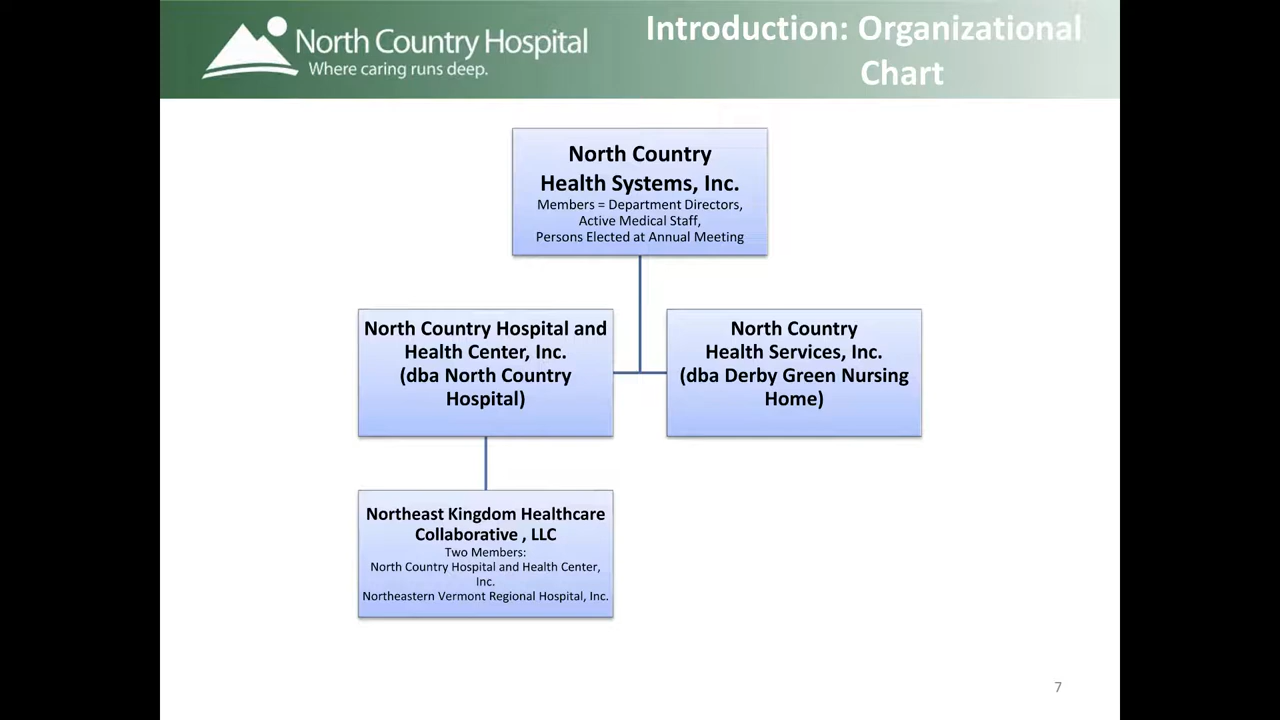 North Country Hospital
Where caring runs deep.
Introduction: Organizational
Chart
North Country
Health Systems, Inc.
Members = Department Directors,
Active Medical Staff,
Persons Elected at Annual Meeting
North Country Hospital and
Health Center, Inc.
(dba North Country
Hospital)
North Country
Health Services, Inc.
(dba Derby Green Nursing
Home)
Northeast Kingdom Healthcare
Collaborative , LLC
Two Members:
North Country Hospital and Health Center,
Inc.
Northeastern Vermont Regional Hospital, Inc.
7